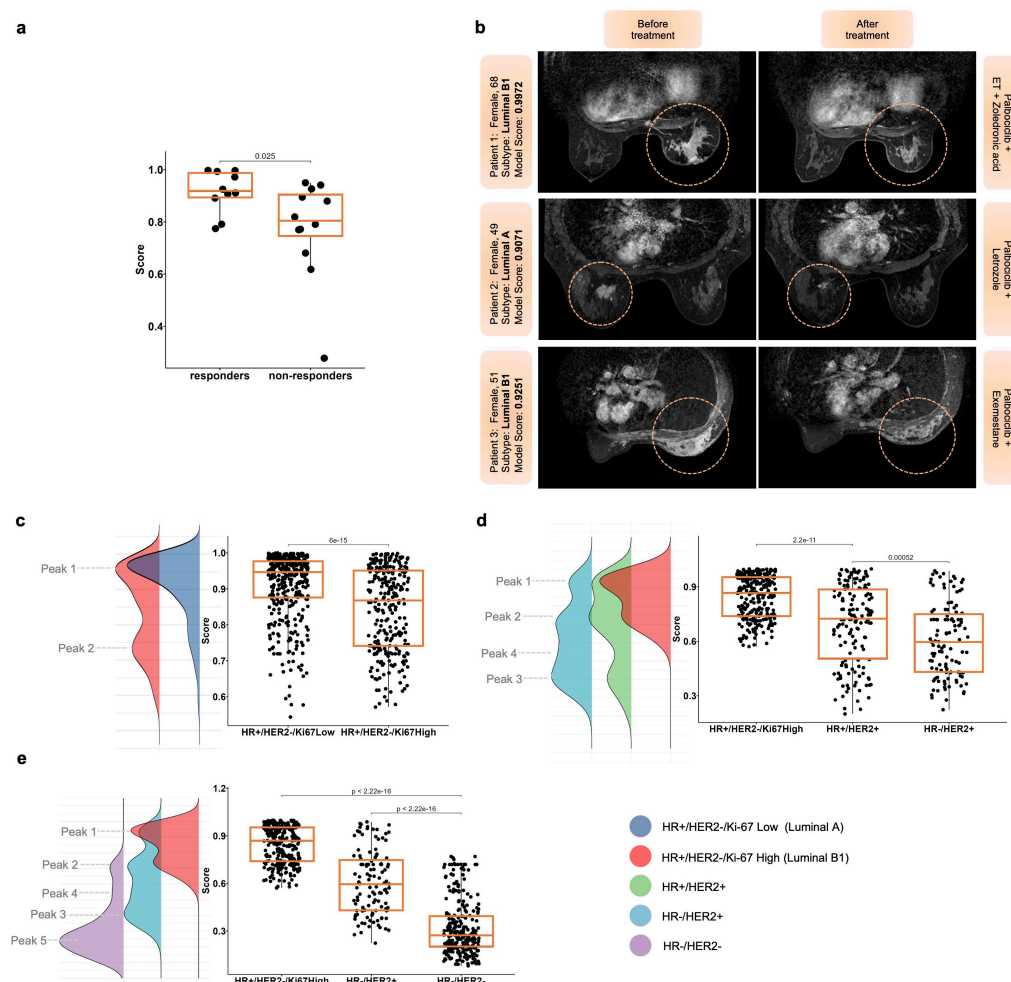 a
0.025
1.0
0.8
0.6
0.4
Score
responders
non-responders
b
Before
treatment
After
treatment
Patient 1: Female, 68
Subtype: Luminal B1
Model Score: 0.9972
Palbociclib +
ET + Zoledronic acid
Patient 2: Female, 49
Subtype: Luminal A
Model Score: 0.9071
Palbociclib +
Letrozole
Patient 3: Female, 51
Subtype: Luminal B1
Model Score: 0.9251
Palbociclib +
Exemestane
c
Peak 1
Peak 2
6e-15
1.0
0.9
0.8
0.7
0.6
Score
HR+/HER2-/Ki67Low
HR+/HER2-/Ki67High
d
Peak 1
Peak 2
Peak 4
Peak 3
2.2e-11
0.00052
0.9
0.6
0.3
Score
HR+/HER2-/Ki67High
HR+/HER2+
HR-/HER2+
e
Peak 1
Peak 2
Peak 4
Peak 3
Peak 5
p < 2.22e-16
p < 2.22e-16
1.2
0.9
0.6
0.3
Score
HR+/HER2-/Ki67High
HR-/HER2+
HR-/HER2-
HR+/HER2-/Ki-67 Low (Luminal A)
HR+/HER2-/Ki-67 High (Luminal B1)
HR+/HER2+
HR-/HER2+
HR-/HER2-